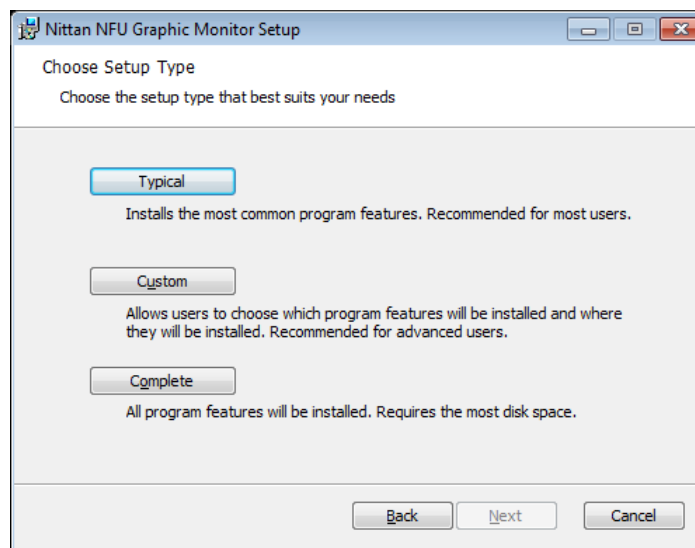 Nittan NFU Graphic Monitor Setup
Choose Setup Type
Choose the setup type that best suits your needs
Typical
Installs the most common program features. Recommended for most users.
Custom
Allows users to choose which program features will be installed and where
they will be installed. Recommended for advanced users.
Complete
All program features will be installed. Requires the most disk space.
Back Next Cancel